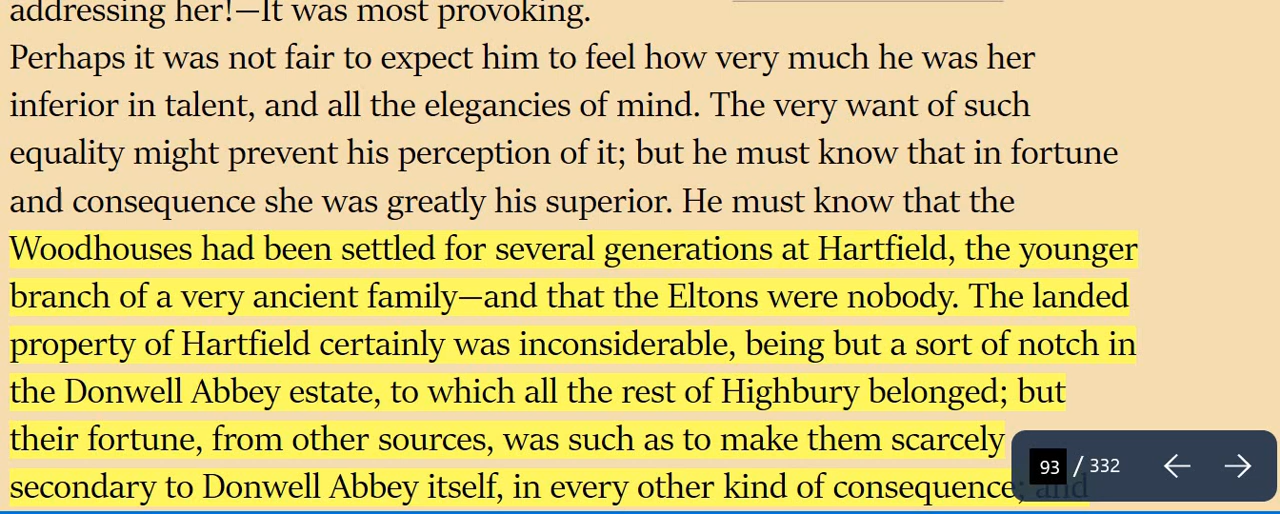 addressing her!—It was most provoking.
Perhaps it was not fair to expect him to feel how very much he was her
inferior in talent, and all the elegancies of mind. The very want of such
equality might prevent his perception of it; but he must know that in fortune
and consequence she was greatly his superior. He must know that the
Woodhouses had been settled for several generations at Hartfield, the younger
branch of a very ancient family—and that the Eltons were nobody. The landed
property of Hartfield certainly was inconsiderable, being but a sort of notch in
the Donwell Abbey estate, to which all the rest of Highbury belonged; but
their fortune, from other sources, was such as to make them scarcely
secondary to Donwell Abbey itself, in every other kind of consequence; and
93 / 332